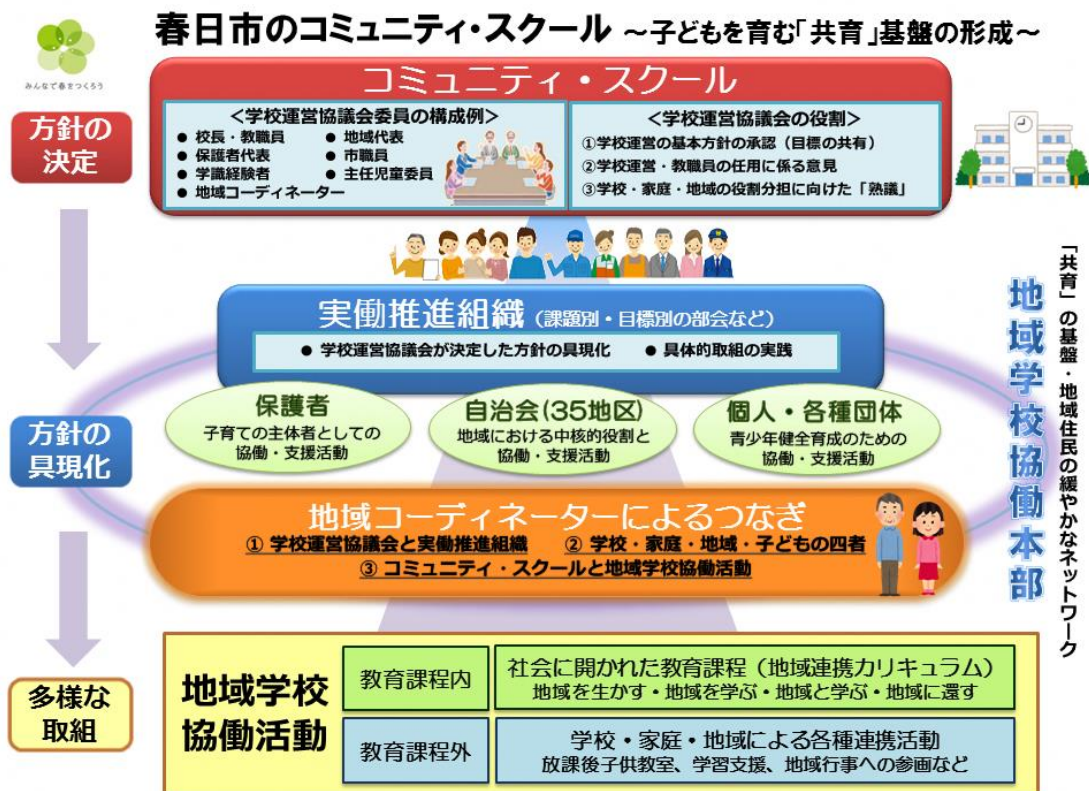 春日市のコミュニティ・スクール ～子どもを育む「共育」基盤の形成～
みんなで春をつくろう
方針の
決定
コミュニティ・スクール
＜学校運営協議会委員の構成例＞
● 校長・教職員
● 地域代表
● 保護者代表
● 市職員
● 学識経験者
● 主任児童委員
● 地域コーディネーター
＜学校運営協議会の役割＞
①学校運営の基本方針の承認（目標の共有）
②学校運営・教職員の任用に係る意見
③学校・家庭・地域の役割分担に向けた「熟議」
実働推進組織（課題別・目標別の部会など）
● 学校運営協議会が決定した方針の具現化 ● 具体的取組の実践
方針の
具現化
保護者
子育ての主体者としての
協働・支援活動
自治会（35地区）
地域における中核的役割と
協働・支援活動
個人・各種団体
青少年健全育成のための
協働・支援活動
地域コーディネーターによるつなぎ
① 学校運営協議会と実働推進組織 ② 学校・家庭・地域・子どもの四者
③ コミュニティ・スクールと地域学校協働活動
「共育」の基盤・地域住民の緩やかなネットワーク
地域学校協働本部
多様な
取組
地域学校
協働活動
教育課程内
社会に開かれた教育課程（地域連携カリキュラム）
地域を生かす・地域を学ぶ・地域と学ぶ・地域に還す
教育課程外
学校・家庭・地域による各種連携活動
放課後子供教室、学習支援、地域行事への参画など